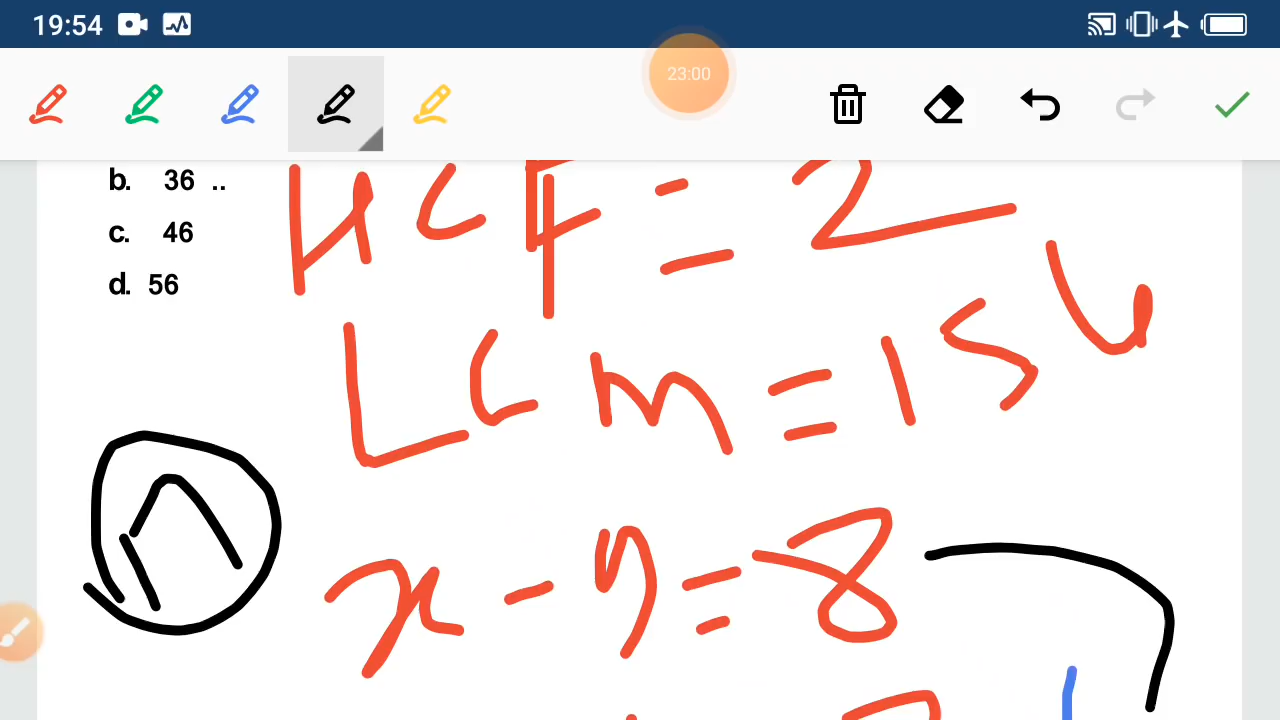 19:54
23:00
b. 36 ..
c. 46
d. 56
HCF = 2
LCM = 156
x - y = 8
n